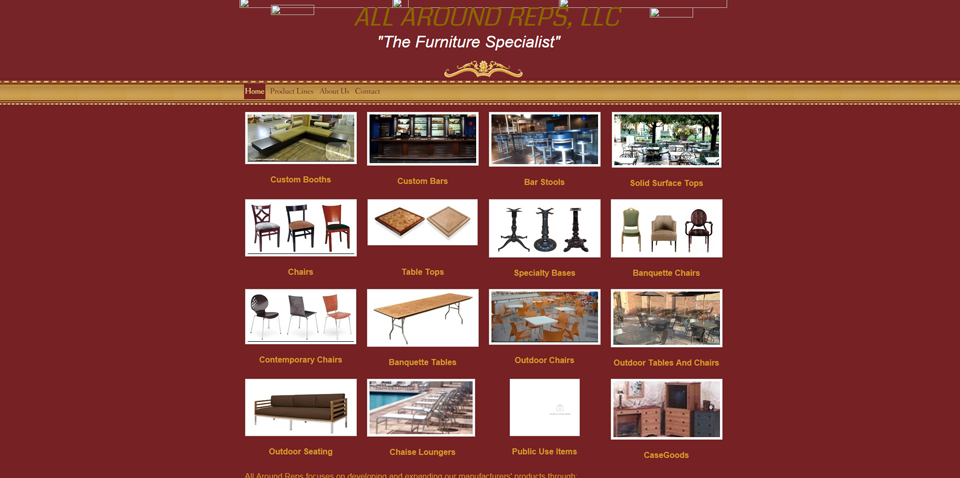 ALL AROUND REPS, LLC
"The Furniture Specialist"
Home Product Lines About Us Contact
Custom Booths Custom Bars Bar Stools Solid Surface Tops
Chairs Table Tops Specialty Bases Banquette Chairs
Contemporary Chairs Banquette Tables Outdoor Chairs Outdoor Tables And Chairs
Outdoor Seating Chaise Loungers Public Use Items CaseGoods
All Around Reps focuses on developing and expanding our manufacturers' products through: